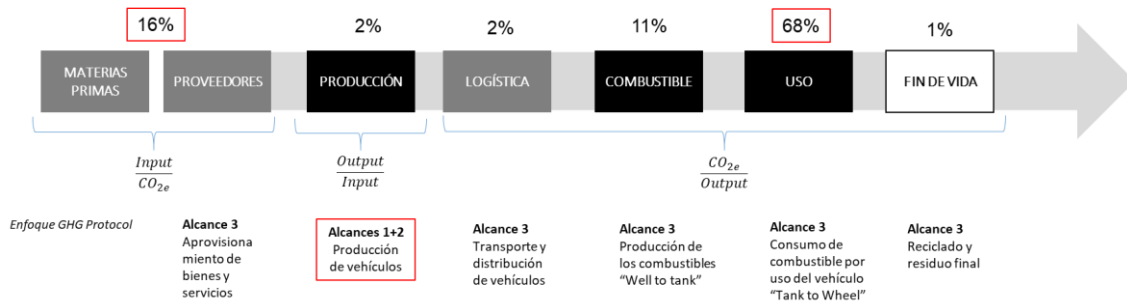 16%
2%
2%
11%
68%
1%
MATERIAS
PRIMAS
PROVEEDORES
PRODUCCIÓN
LOGÍSTICA
COMBUSTIBLE
USO
FIN DE VIDA
Input
CO2e
Output
Input
CO2e
Output
Enfoque GHG Protocol
Alcance 3
Aprovisiona
miento de
bienes y
servicios
Alcances 1+2
Producción
de vehículos
Alcance 3
Transporte y
distribución
de vehículos
Alcance 3
Producción de
los combustibles
“Well to tank”
Alcance 3
Consumo de
combustible por
uso del vehículo
“Tank to Wheel”
Alcance 3
Reciclado y
residuo final